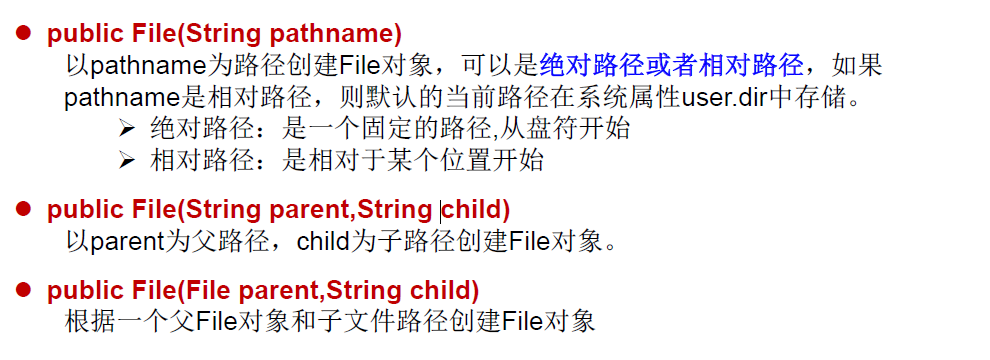 ● public File(String pathname)
以pathname为路径创建File对象，可以是绝对路径或者相对路径，如果
pathname是相对路径，则默认的当前路径在系统属性user.dir中存储。
➢ 绝对路径：是一个固定的路径,从盘符开始
➢ 相对路径：是相对于某个位置开始
● public File(String parent,String child)
以parent为父路径，child为子路径创建File对象。
● public File(File parent,String child)
根据一个父File对象和子文件路径创建File对象